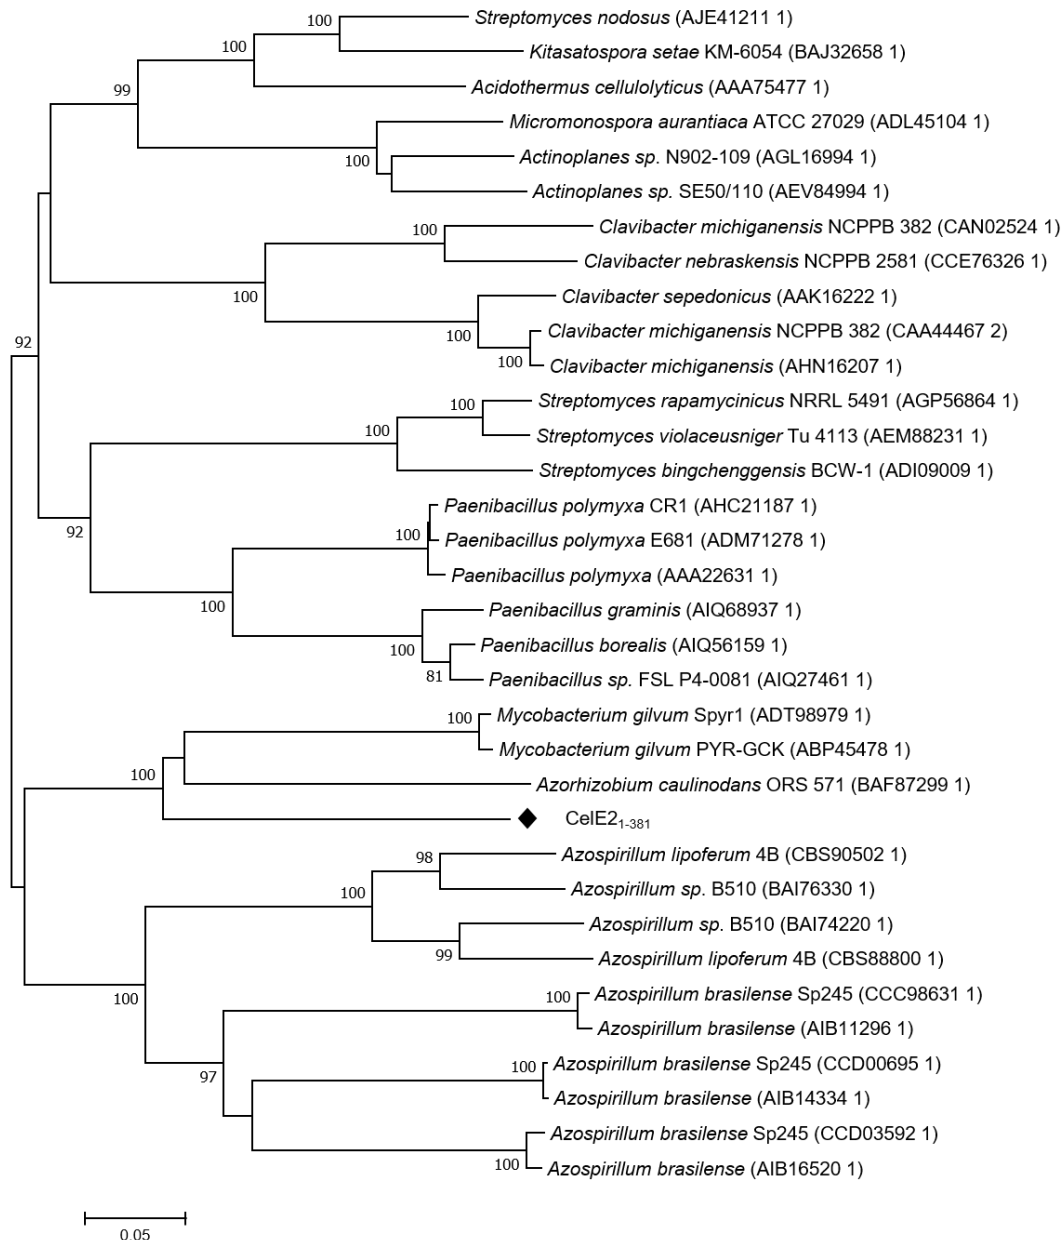 Streptomyces nodosus (AJE41211 1)
100
Kitasatospora setae KM-6054 (BAJ32658 1)
100
Acidothermus cellulolyticus (AAA75477 1)
99
Micromonospora aurantiaca ATCC 27029 (ADL45104 1)
Actinoplanes sp. N902-109 (AGL16994 1)
100
Actinoplanes sp. SE50/110 (AEV84994 1)
Clavibacter michiganensis NCPPB 382 (CAN02524 1)
100
Clavibacter nebraskensis NCPPB 2581 (CCE76326 1)
100
Clavibacter sepedonicus (AAK16222 1)
Clavibacter michiganensis NCPPB 382 (CAA44467 2)
100
92
100
Clavibacter michiganensis (AHN16207 1)
Streptomyces rapamycinicus NRRL 5491 (AGP56864 1)
100
Streptomyces violaceusniger Tu 4113 (AEM88231 1)
100
Streptomyces bingchenggensis BCW-1 (ADI09009 1)
Paenibacillus polymyxa CR1 (AHC21187 1)
92
100
Paenibacillus polymyxa E681 (ADM71278 1)
Paenibacillus polymyxa (AAA22631 1)
100
Paenibacillus graminis (AIQ68937 1)
Paenibacillus borealis (AIQ56159 1)
100
81
Paenibacillus sp. FSL P4-0081 (AIQ27461 1)
Mycobacterium gilvum Spyr1 (ADT98979 1)
100
Mycobacterium gilvum PYR-GCK (ABP45478 1)
100
Azorhizobium caulinodans ORS 571 (BAF87299 1)
CelE2 1-381
Azospirillum lipoferum 4B (CBS90502 1)
98
Azospirillum sp. B510 (BAI76330 1)
100
Azospirillum sp. B510 (BAI74220 1)
99
Azospirillum lipoferum 4B (CBS88800 1)
Azospirillum brasilense Sp245 (CCC98631 1)
100
100
Azospirillum brasilense (AIB11296 1)
Azospirillum brasilense Sp245 (CCD00695 1)
100
97
Azospirillum brasilense (AIB14334 1)
Azospirillum brasilense Sp245 (CCD03592 1)
100
Azospirillum brasilense (AIB16520 1)
0.05